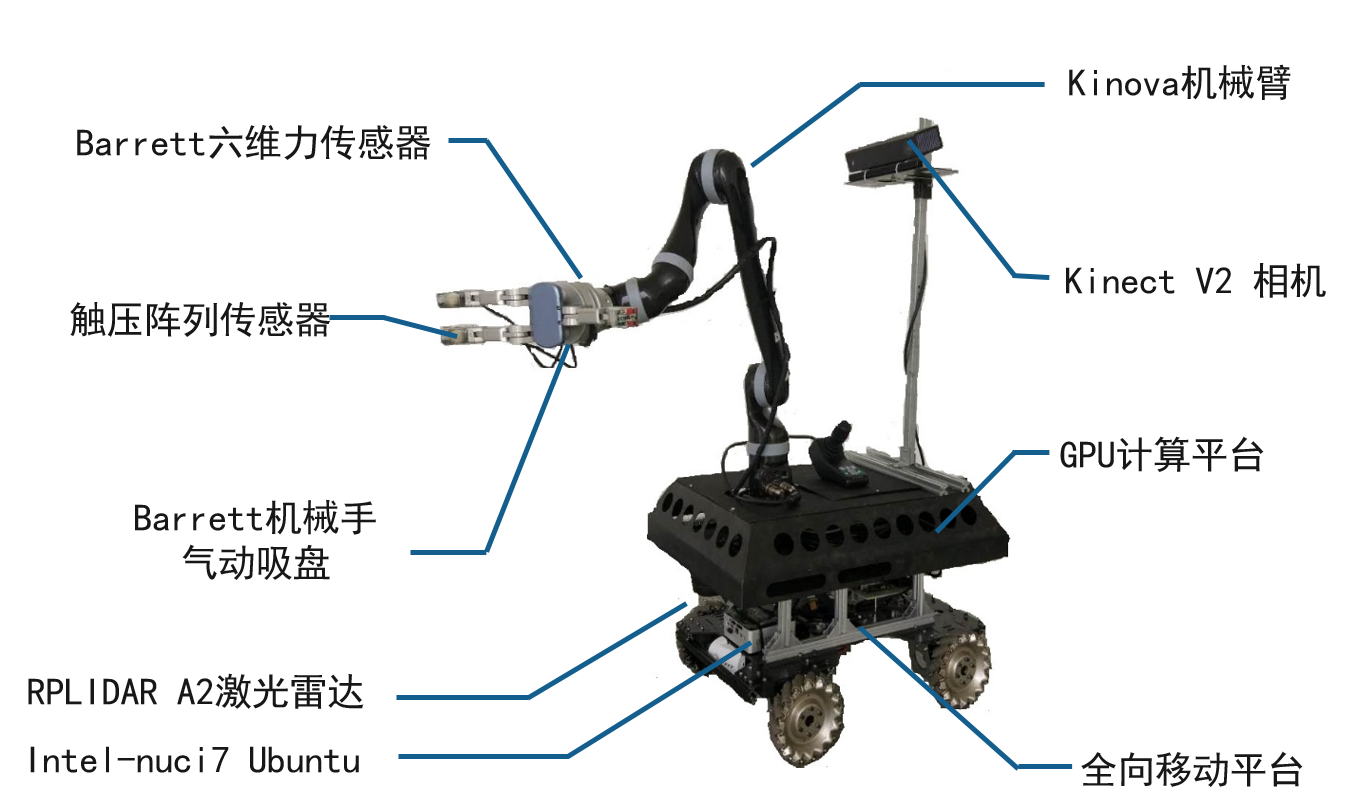 Kinova机械臂
Barrett六维力传感器
Kinect V2 相机
触压阵列传感器
GPU计算平台
Barrett机械手
气动吸盘
RPLIDAR A2激光雷达
Intel-nuci7 Ubuntu
全向移动平台